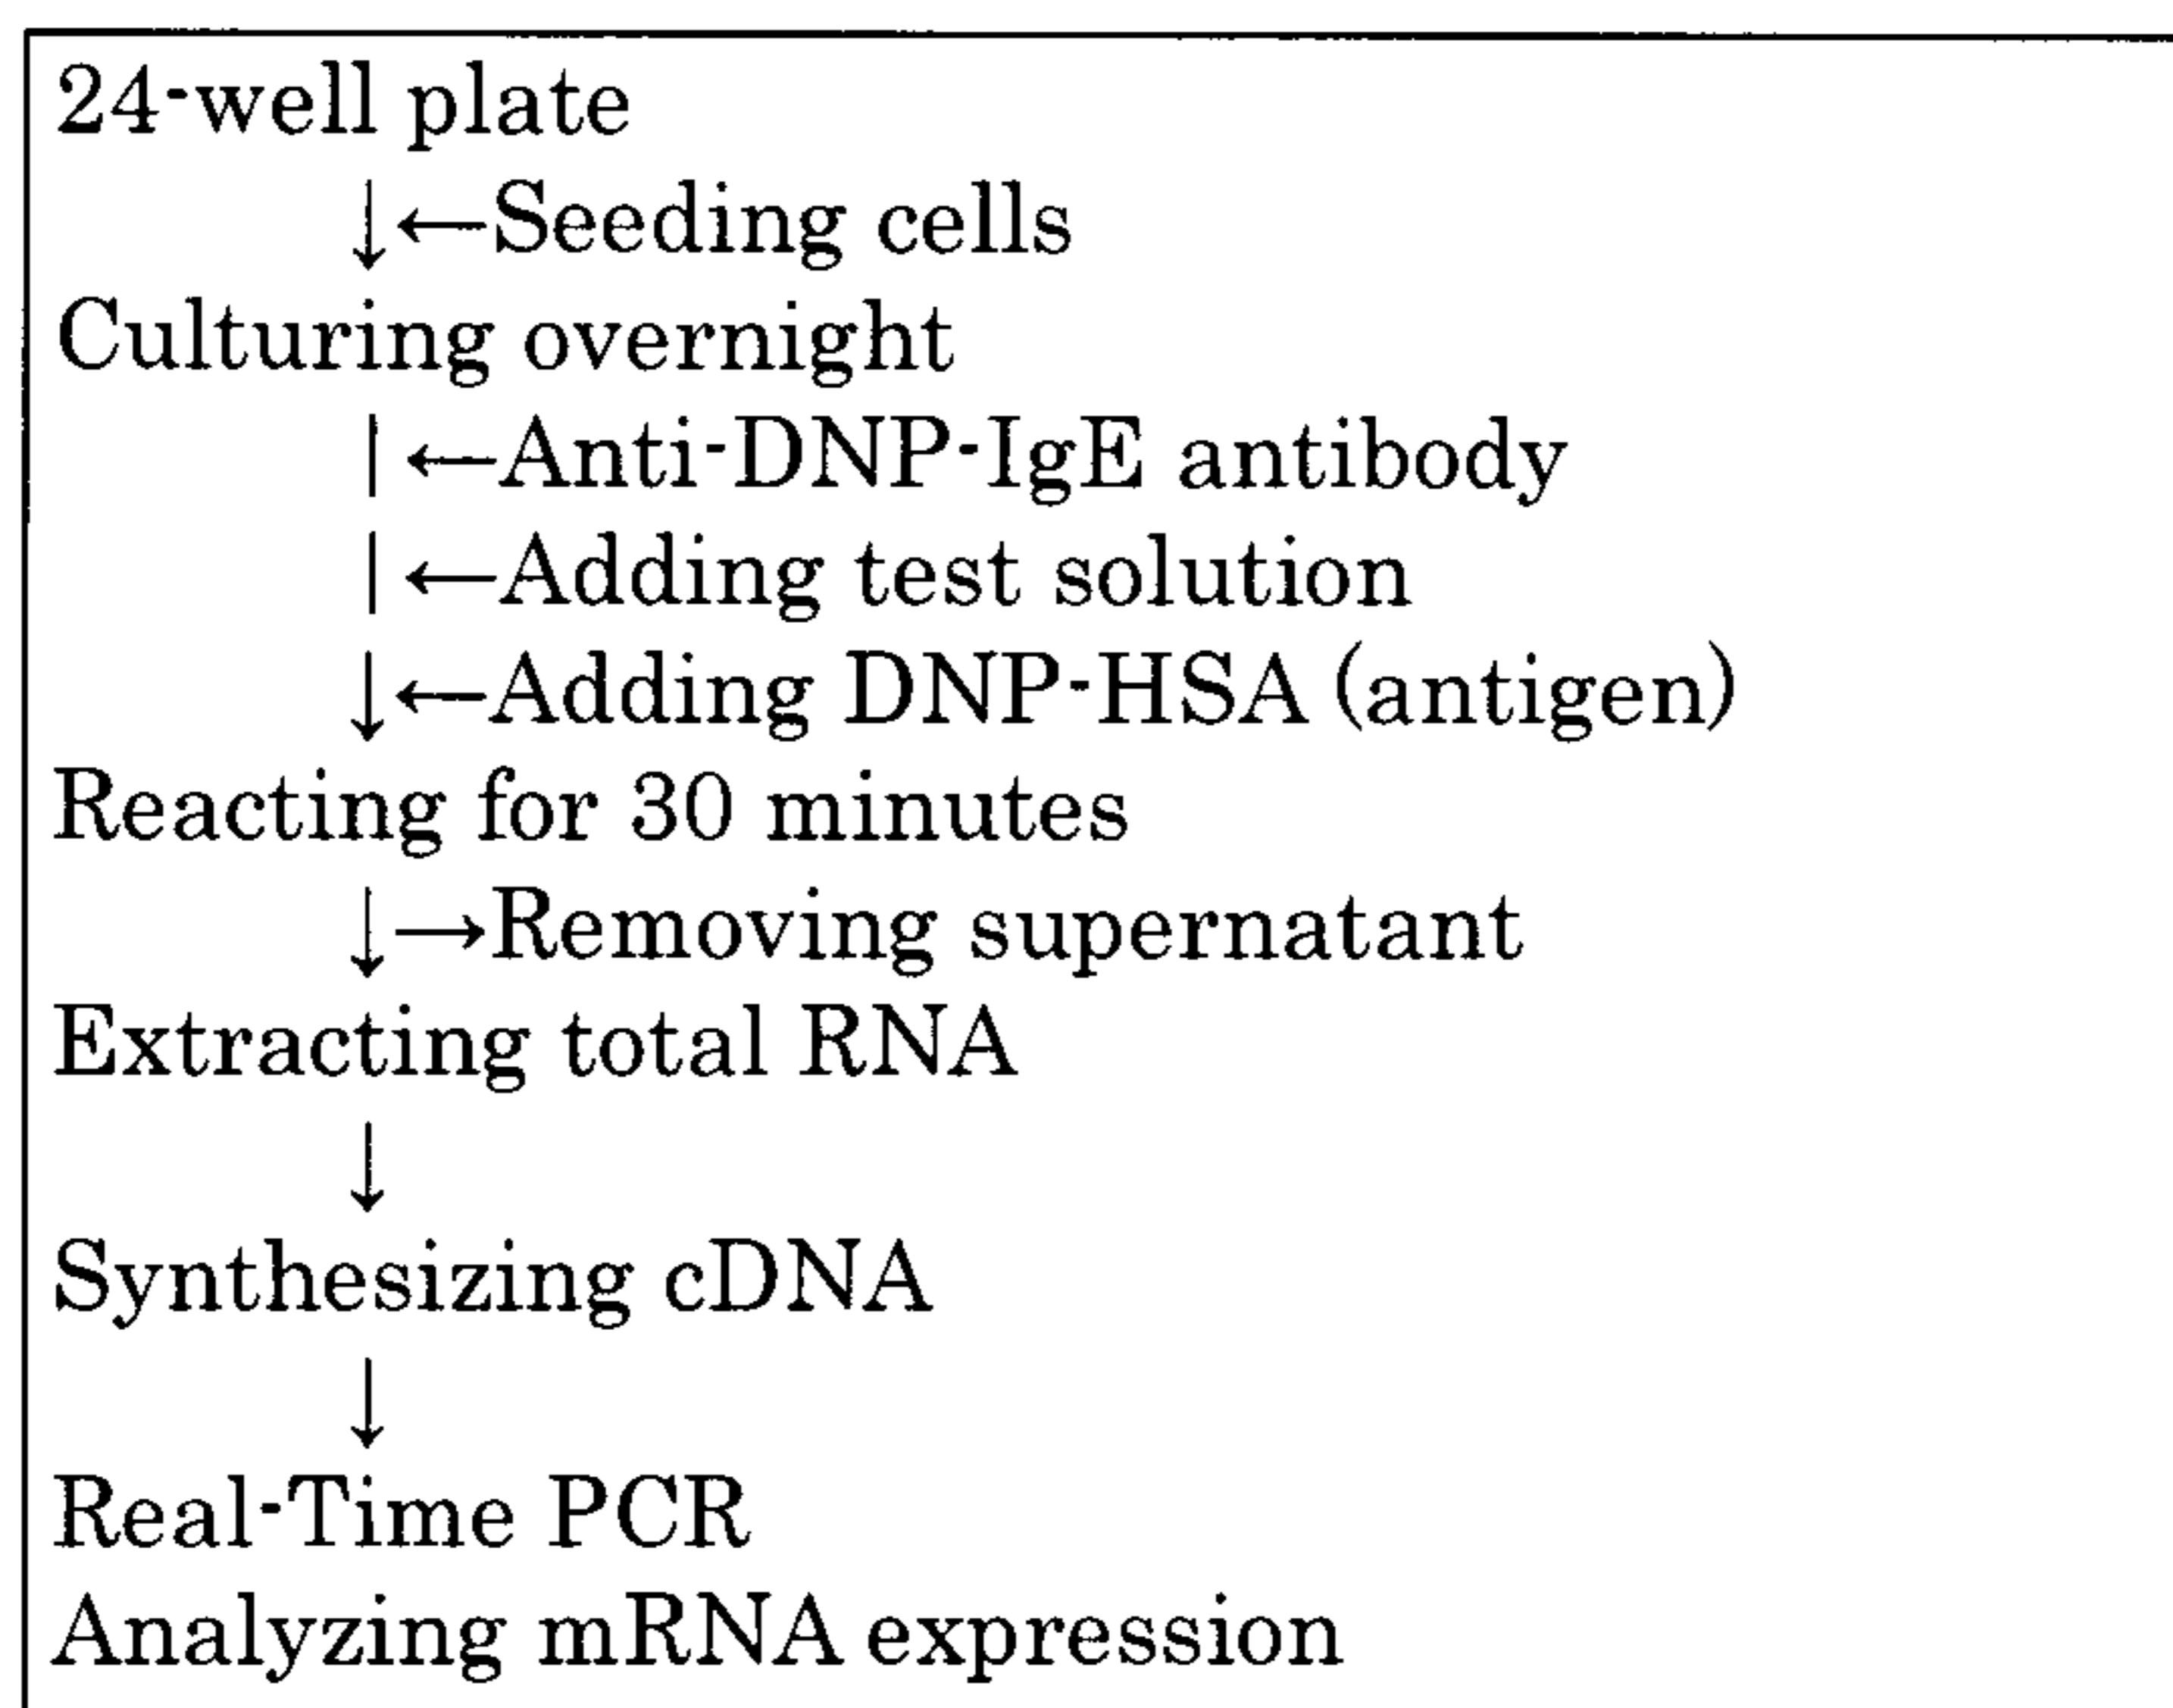 24-well plate
↓←Seeding cells
Culturing overnight
|←Anti-DNP-IgE antibody
|←Adding test solution
↓←Adding DNP-HSA (antigen)
Reacting for 30 minutes
↓→Removing supernatant
Extracting total RNA
↓
Synthesizing cDNA
↓
Real-Time PCR
Analyzing mRNA expression